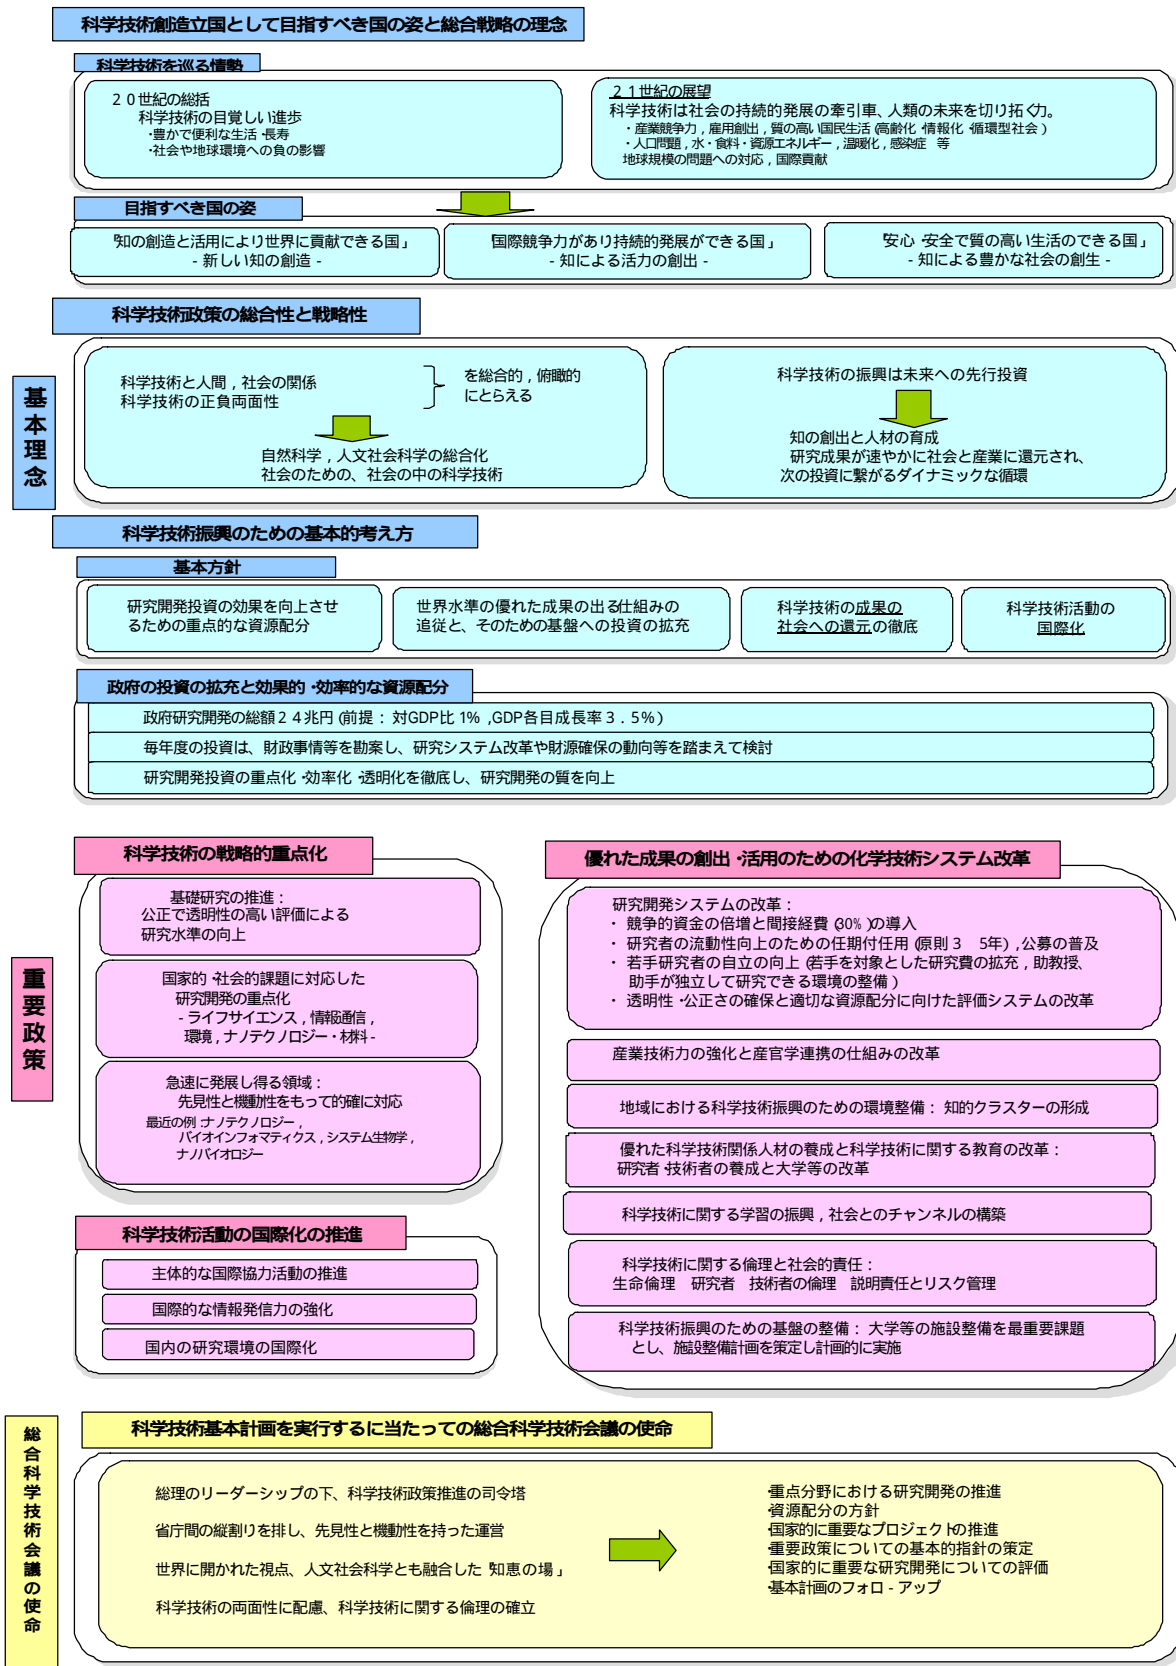 科学技術創造立国として目指すべき国の姿と総合戦略の理念
科学技術を巡る情勢
２０世紀の総括
科学技術の目覚しい進歩
・豊かで便利な生活・長寿
・社会や地球環境への負の影響
２１世紀の展望
科学技術は社会の持続的発展の牽引車、人類の未来を切り拓く力。
・産業競争力，雇用創出，質の高い国民生活（高齢化・情報化・循環型社会）
・人口問題，水・食料・資源エネルギー，温暖化，感染症　等
地球規模の問題への対応，国際貢献
目指すべき国の姿
「知の創造と活用により世界に貢献できる国」
- 新しい知の創造 -
「国際競争力があり持続的発展ができる国」
- 知による活力の創出 -
「安心・安全で質の高い生活のできる国」
- 知による豊かな社会の創生 -
基本理念
科学技術政策の総合性と戦略性
科学技術と人間，社会の関係
科学技術の正負両面性
を総合的，俯瞰的
にとらえる
自然科学，人文社会科学の総合化
社会のための、社会の中の科学技術
科学技術の振興は未来への先行投資
知の創出と人材の育成
研究成果が速やかに社会と産業に還元され、
次の投資に繋がるダイナミックな循環
科学技術振興のための基本的考え方
基本方針
研究開発投資の効果を向上させ
るための重点的な資源配分
世界水準の優れた成果の出る仕組みの
追従と、そのための基盤への投資の拡充
科学技術の成果の
社会への還元の徹底
科学技術活動の
国際化
政府の投資の拡充と効果的・効率的な資源配分
政府研究開発の総額２４兆円（前提：対GDP比1%，GDP各目成長率３．５%）
毎年度の投資は、財政事情等を勘案し、研究システム改革や財源確保の動向等を踏まえて検討
研究開発投資の重点化・効率化・透明化を徹底し、研究開発の質を向上
重要政策
科学技術の戦略的重点化
基礎研究の推進：
公正で透明性の高い評価による
研究水準の向上
国家的・社会的課題に対応した
研究開発の重点化
- ライフサイエンス，情報通信，
環境，ナノテクノロジー・材料 -
急速に発展し得る領域：
先見性と機動性をもって的確に対応
最近の例：ナノテクノロジー，
バイオインフォマティクス，システム生物学，
ナノバイオロジー
科学技術活動の国際化の推進
主体的な国際協力活動の推進
国際的な情報発信力の強化
国内の研究環境の国際化
優れた成果の創出・活用のための化学技術システム改革
研究開発システムの改革：
・ 競争的資金の倍増と間接経費（30%）の導入
・ 研究者の流動性向上のための任期付任用（原則３　5年），公募の普及
・ 若手研究者の自立の向上（若手を対象とした研究費の拡充，助教授、
助手が独立して研究できる環境の整備）
・ 透明性・公正さの確保と適切な資源配分に向けた評価システムの改革
産業技術力の強化と産官学連携の仕組みの改革
地域における科学技術振興のための環境整備：知的クラスターの形成
優れた科学技術関係人材の養成と科学技術に関する教育の改革：
研究者・技術者の養成と大学等の改革
科学技術に関する学習の振興，社会とのチャンネルの構築
科学技術に関する倫理と社会的責任：
生命倫理　研究者　技術者の倫理　説明責任とリスク管理
科学技術振興のための基盤の整備：大学等の施設整備を最重要課題
とし、施設整備計画を策定し計画的に実施
総合科学技術会議の使命
科学技術基本計画を実行するに当たっての総合科学技術会議の使命
総理のリーダーシップの下、科学技術政策推進の司令塔
省庁間の縦割りを排し、先見性と機動性を持った運営
世界に開かれた視点、人文社会科学とも融合した「知恵の場」
科学技術の両面性に配慮、科学技術に関する倫理の確立
・重点分野における研究開発の推進
・資源配分の方針
・国家的に重要なプロジェクトの推進
・重要政策についての基本的指針の策定
・国家的に重要な研究開発についての評価
・基本計画のフォロ - アップ